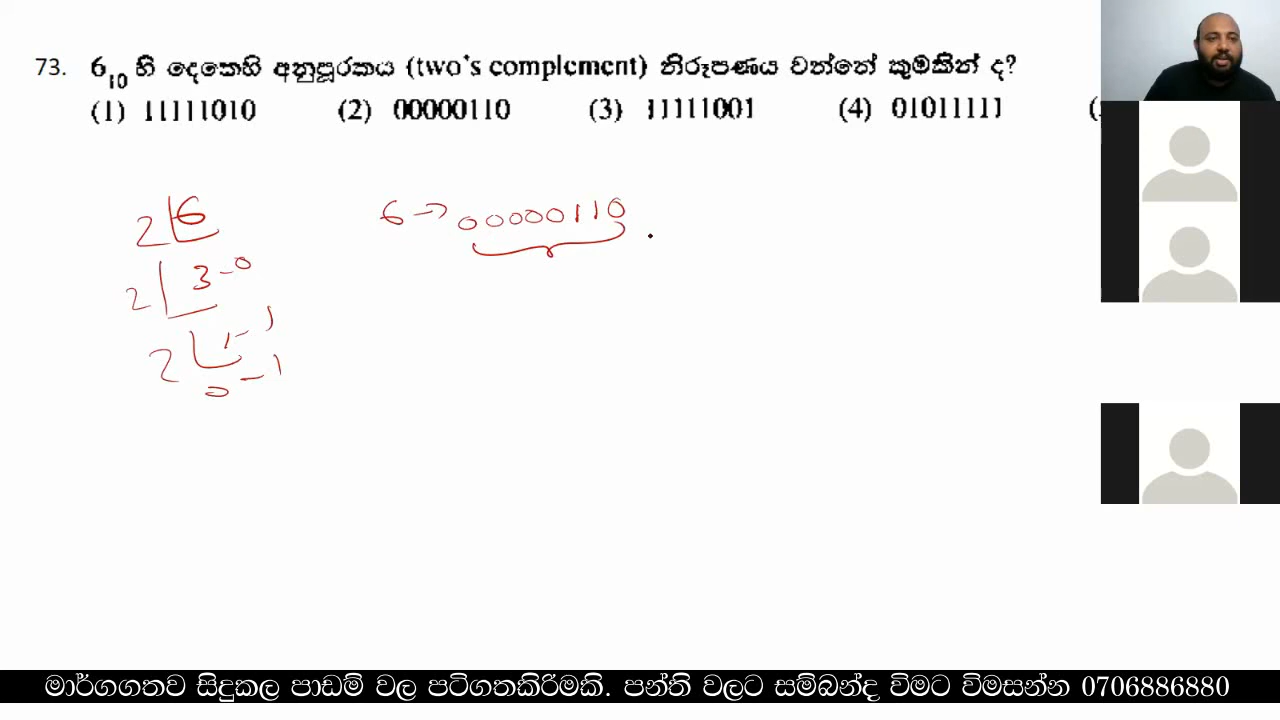 73. 6₁₀ හි දෙකෙහි අනුපූරකය (two's complement) නිරූපණය වන්නේ කුමකින් ද?
(1) 11111010 (2) 00000110 (3) 11111001 (4) 01011111 (
2 6 6 → 00000110
2 3 - 0
2 1 - 1
0 - 1
මාර්ගගතව සිදුකල පාඩම් වල පටිගතකිරිමකි. පන්ති වලට සම්බන්ද විමට විමසන්න 0706886880